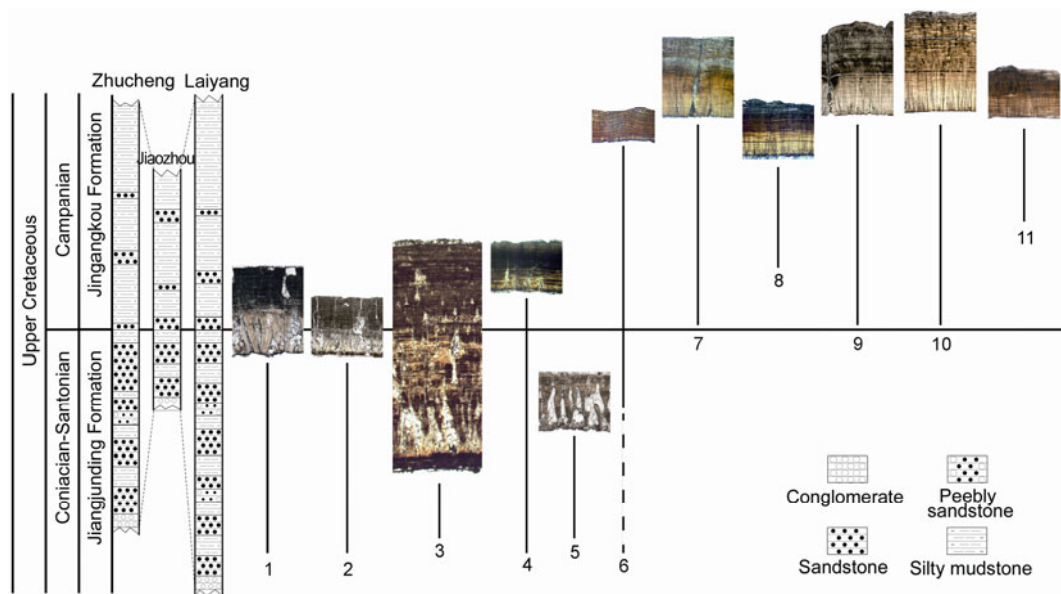 Zhucheng
Laiyang
Jiaozhou
Upper Cretaceous
Campanian
Coniacian-Santonian
Jingangkou Formation
Jiangjunding Formation
1
2
3
4
5
6
7
8
9
10
11
Conglomerate
Peebly
sandstone
Sandstone
Silty mudstone